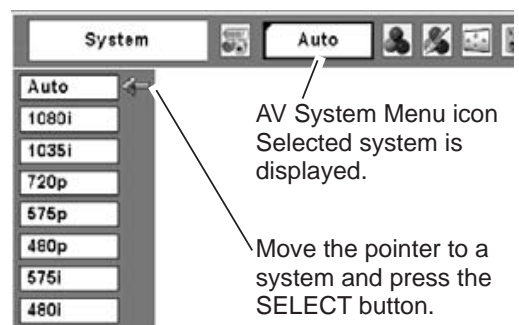 System
Auto
Auto
1080i
1035i
720p
575p
480p
575i
480i
AV System Menu icon
Selected system is
displayed.
Move the pointer to a
system and press the
SELECT button.